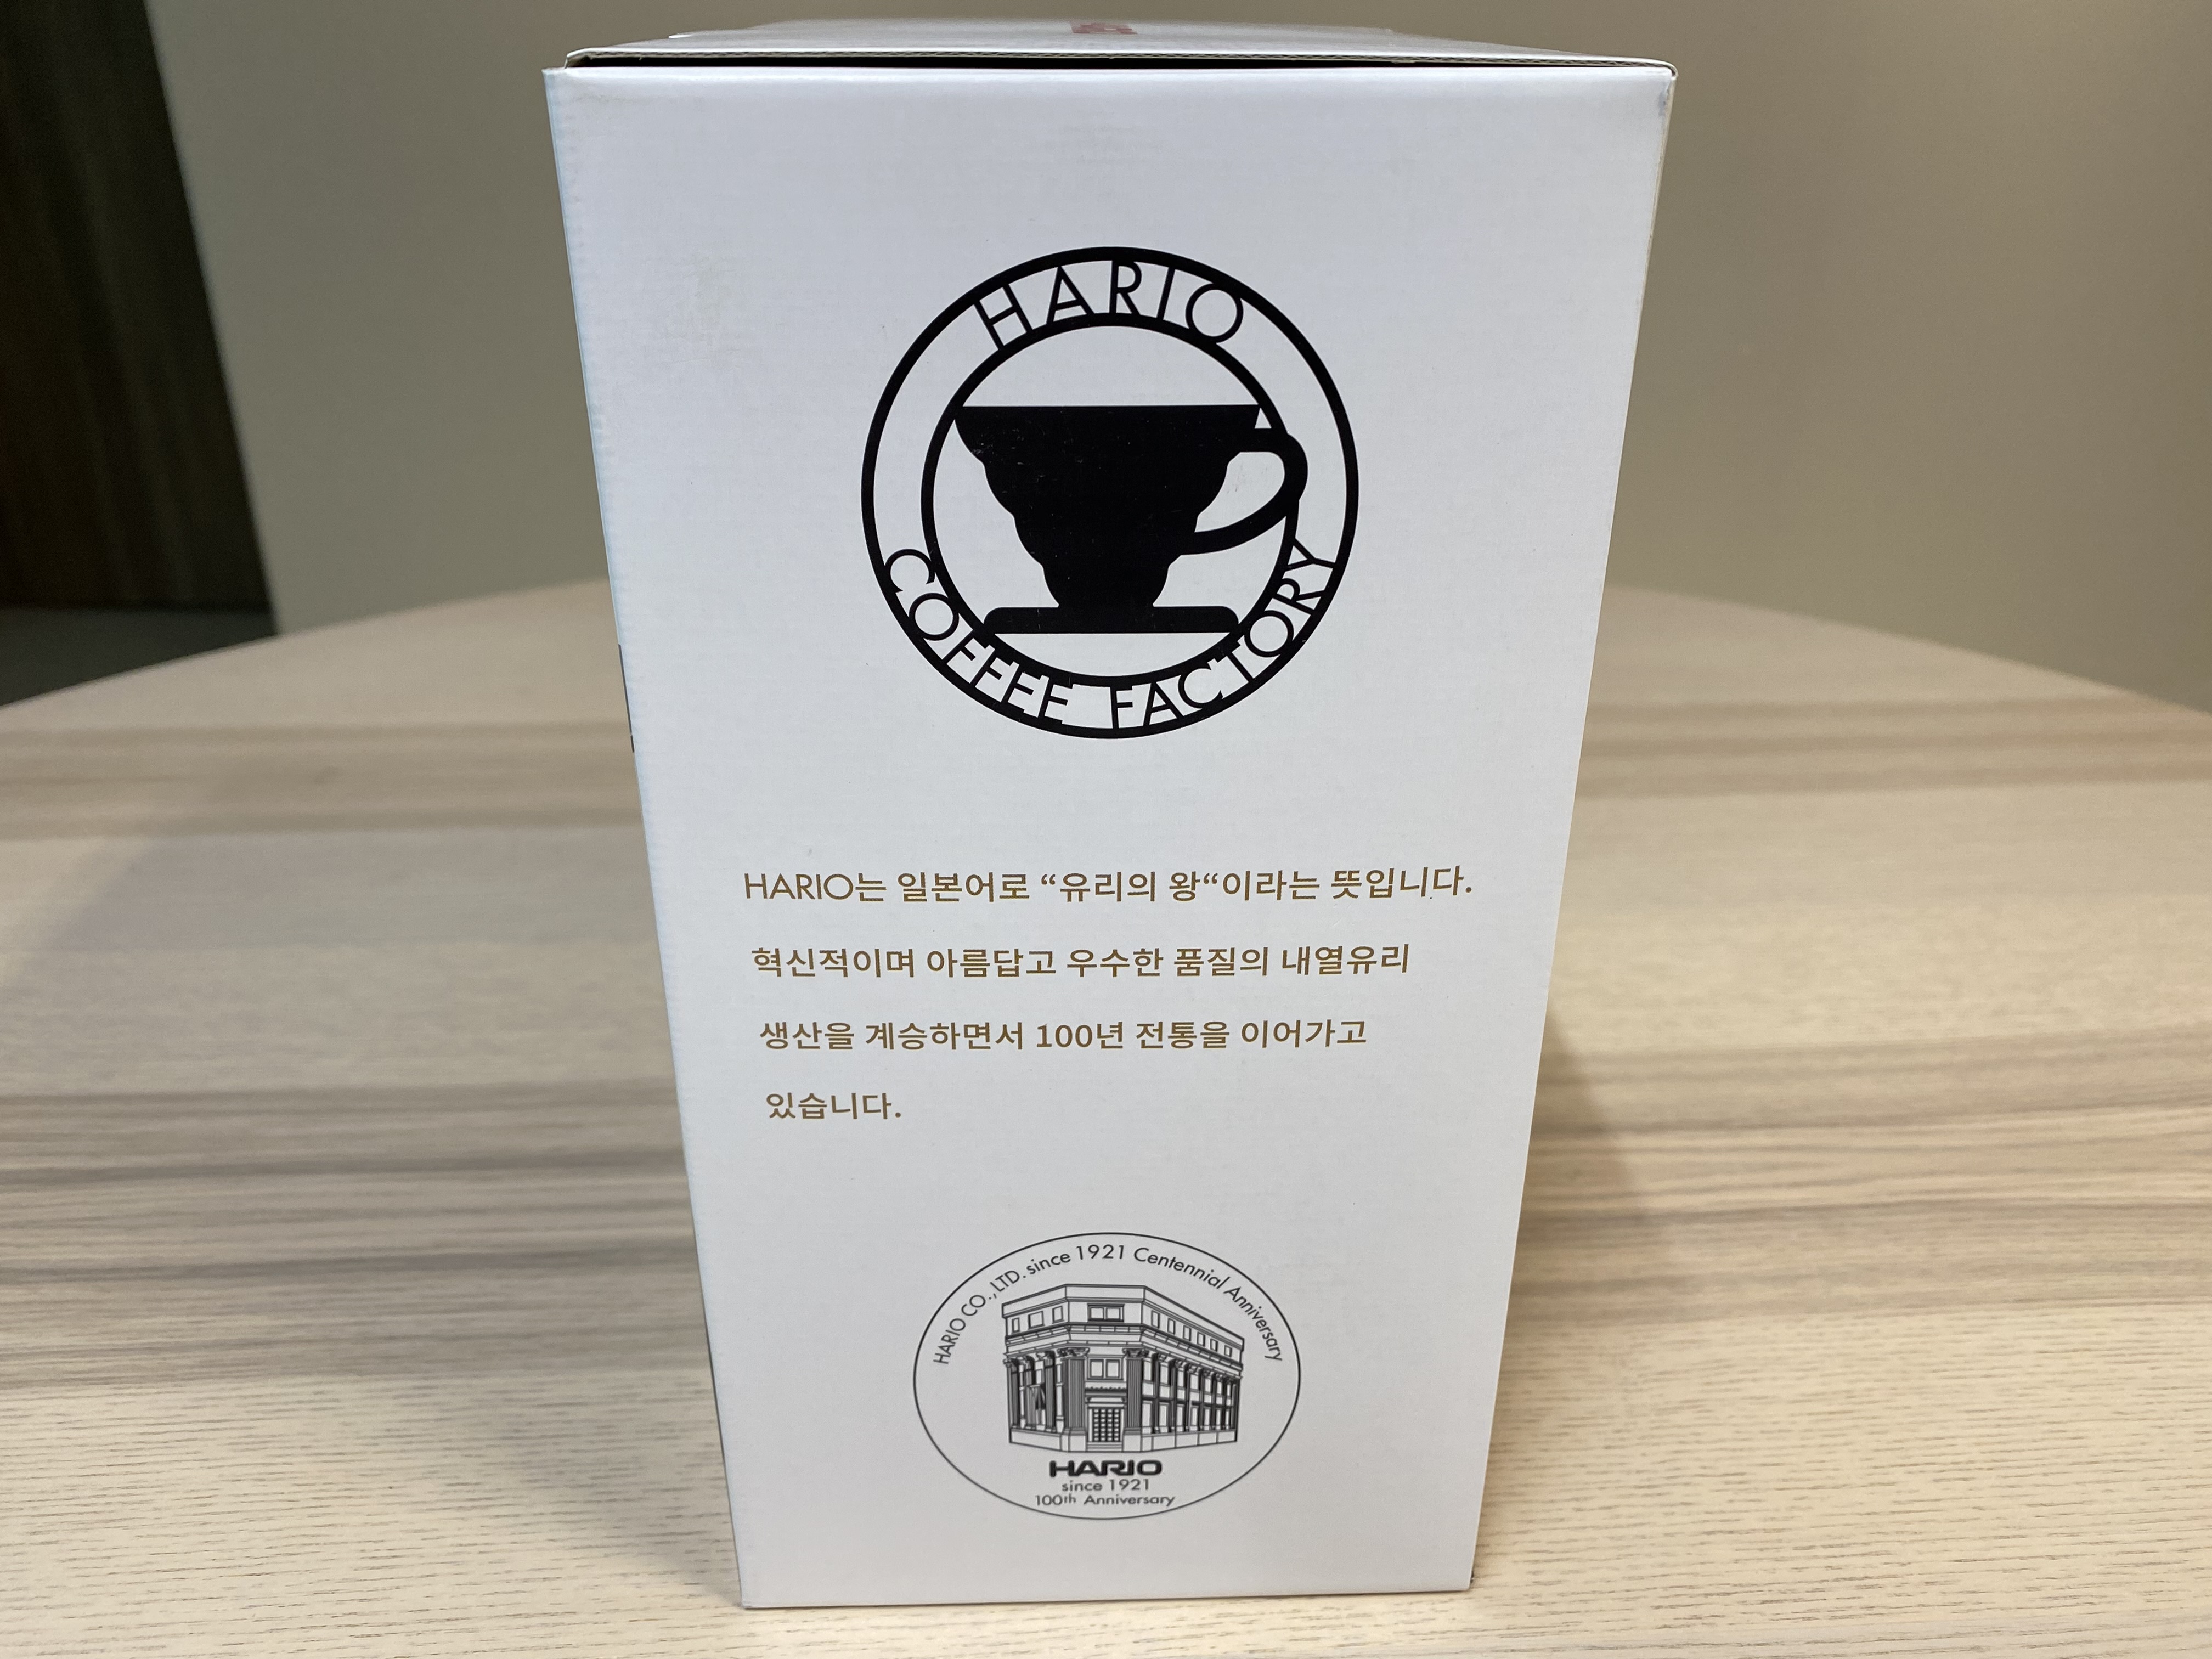 HARIO
COFFEE FACTORY
HARIO는 일본어로 “유리의 왕“이라는 뜻입니다.
혁신적이며 아름답고 우수한 품질의 내열유리
생산을 계승하면서 100년 전통을 이어가고
있습니다.
HARIO CO.,LTD. since 1921 Centennial Anniversary
HARIO
since 1921
100th Anniversary